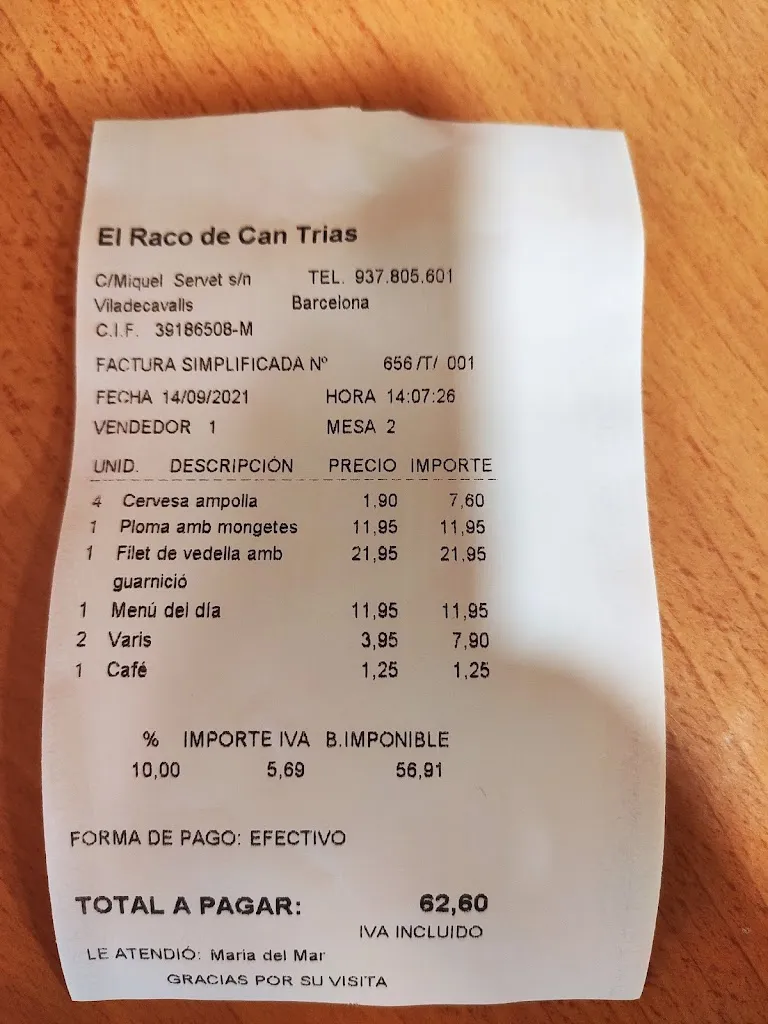 El Raco de Can Trias
C/Miquel Servet s/n TEL. 937.805.601
Viladecavalls Barcelona
C.I.F. 39186508-M
FACTURA SIMPLIFICADA Nº 656 /T/ 001
FECHA 14/09/2021 HORA 14:07:26
VENDEDOR 1 MESA 2
UNID. DESCRIPCIÓN PRECIO IMPORTE
4 Cervesa ampolla 1,90 7,60
1 Ploma amb mongetes 11,95 11,95
1 Filet de vedella amb 21,95 21,95
guarnició
1 Menú del día 11,95 11,95
2 Varis 3,95 7,90
1 Café 1,25 1,25
% IMPORTE IVA B.IMPONIBLE
10,00 5,69 56,91
FORMA DE PAGO: EFECTIVO
TOTAL A PAGAR: 62,60
IVA INCLUIDO
LE ATENDIÓ: Maria del Mar
GRACIAS POR SU VISITA